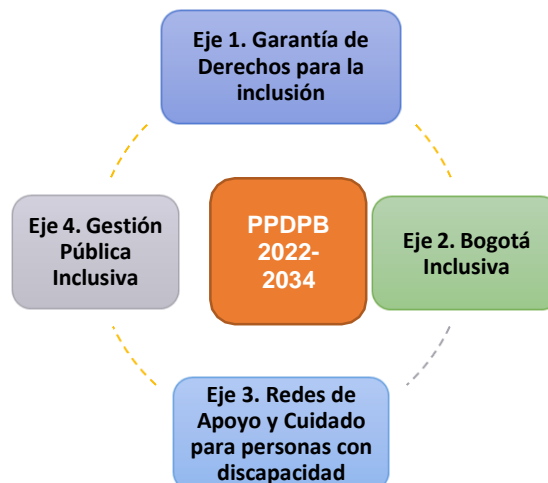 Eje 1. Garantía de
Derechos para la
inclusión
Eje 4. Gestión
Pública
Inclusiva
PPDPB
2022-
2034
Eje 2. Bogotá
Inclusiva
Eje 3. Redes de
Apoyo y Cuidado
para personas con
discapacidad